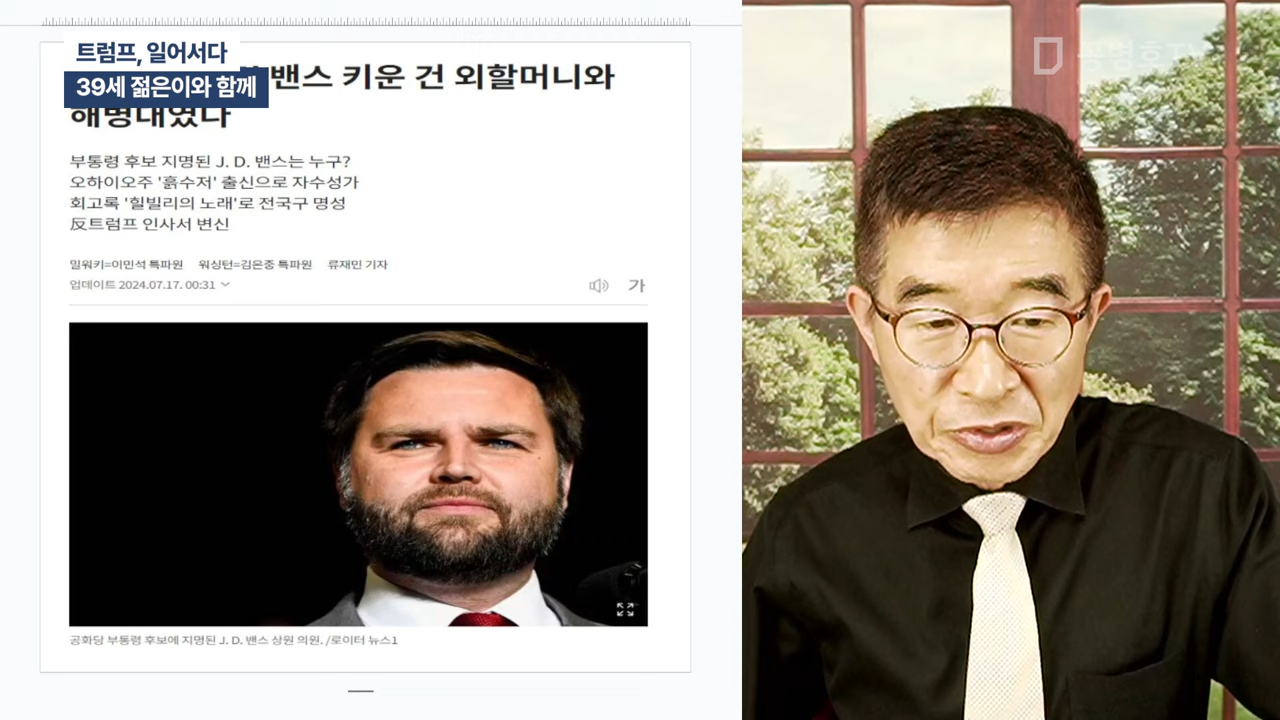 트럼프, 일어서다
39세 젊은이와 함께
밴스 키운 건 외할머니와
해병대였다
부통령 후보 지명된 J. D. 밴스는 누구?
오하이오주 '흙수저' 출신으로 자수성가
회고록 '힐빌리의 노래'로 전국구 명성
反트럼프 인사서 변신
밀워키=이민석 특파원 워싱턴=김은중 특파원 류재민 기자
업데이트 2024.07.17. 00:31
가
공화당 부통령 후보에 지명된 J. D. 밴스 상원 의원. /로이터 뉴스1
공병호TV